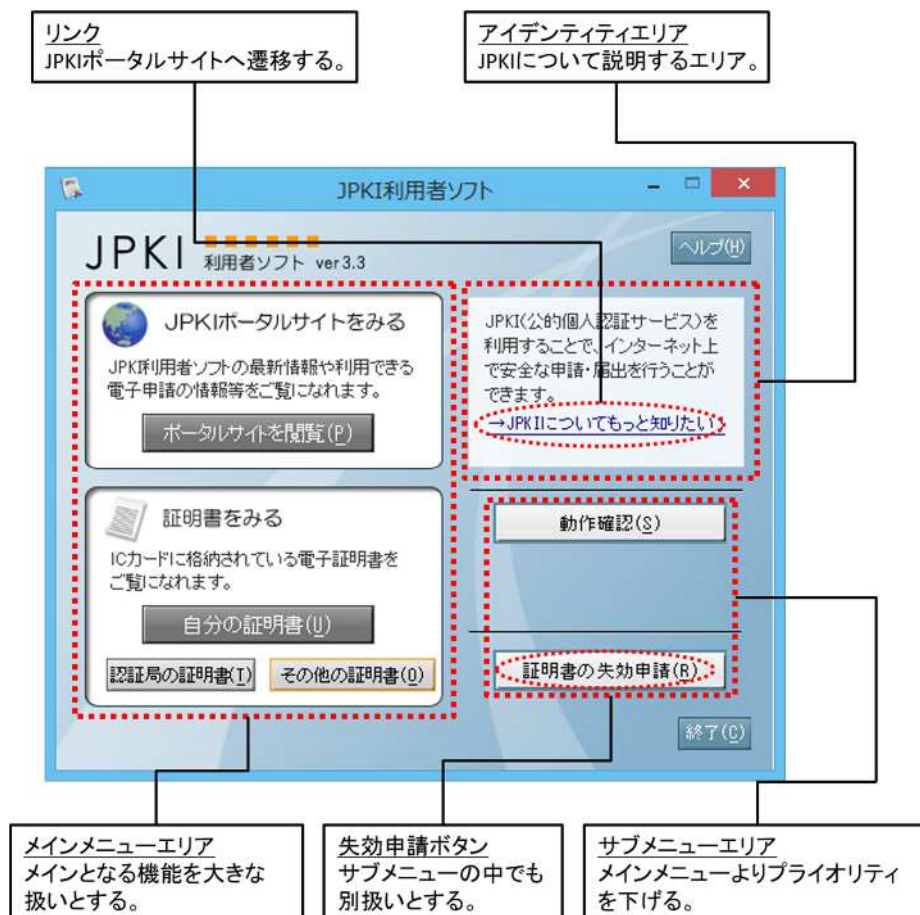 リンク
JPKIポータルサイトへ遷移する。
アイデンティティエリア
JPKIについて説明するエリア。
JPKI利用者ソフト
JPKI 利用者ソフト ver3.3
ヘルプ(H)
JPKIポータルサイトをみる
JPKI利用者ソフトの最新情報や利用できる
電子申請の情報等をご覧になれます。
ポータルサイトを閲覧(P)
JPKI(公的個人認証サービス)を
利用することで、インターネット上
で安全な申請・届出を行うことが
できます。
→JPKIについてもっと知りたい
証明書をみる
ICカードに格納されている電子証明書を
ご覧になれます。
自分の証明書(U)
認証局の証明書(I)
その他の証明書(O)
動作確認(S)
証明書の失効申請(R)
終了(C)
メインメニューエリア
メインとなる機能を大きな
扱いとする。
失効申請ボタン
サブメニューの中でも
別扱いとする。
サブメニューエリア
メインメニューよりプライオリティ
を下げる。